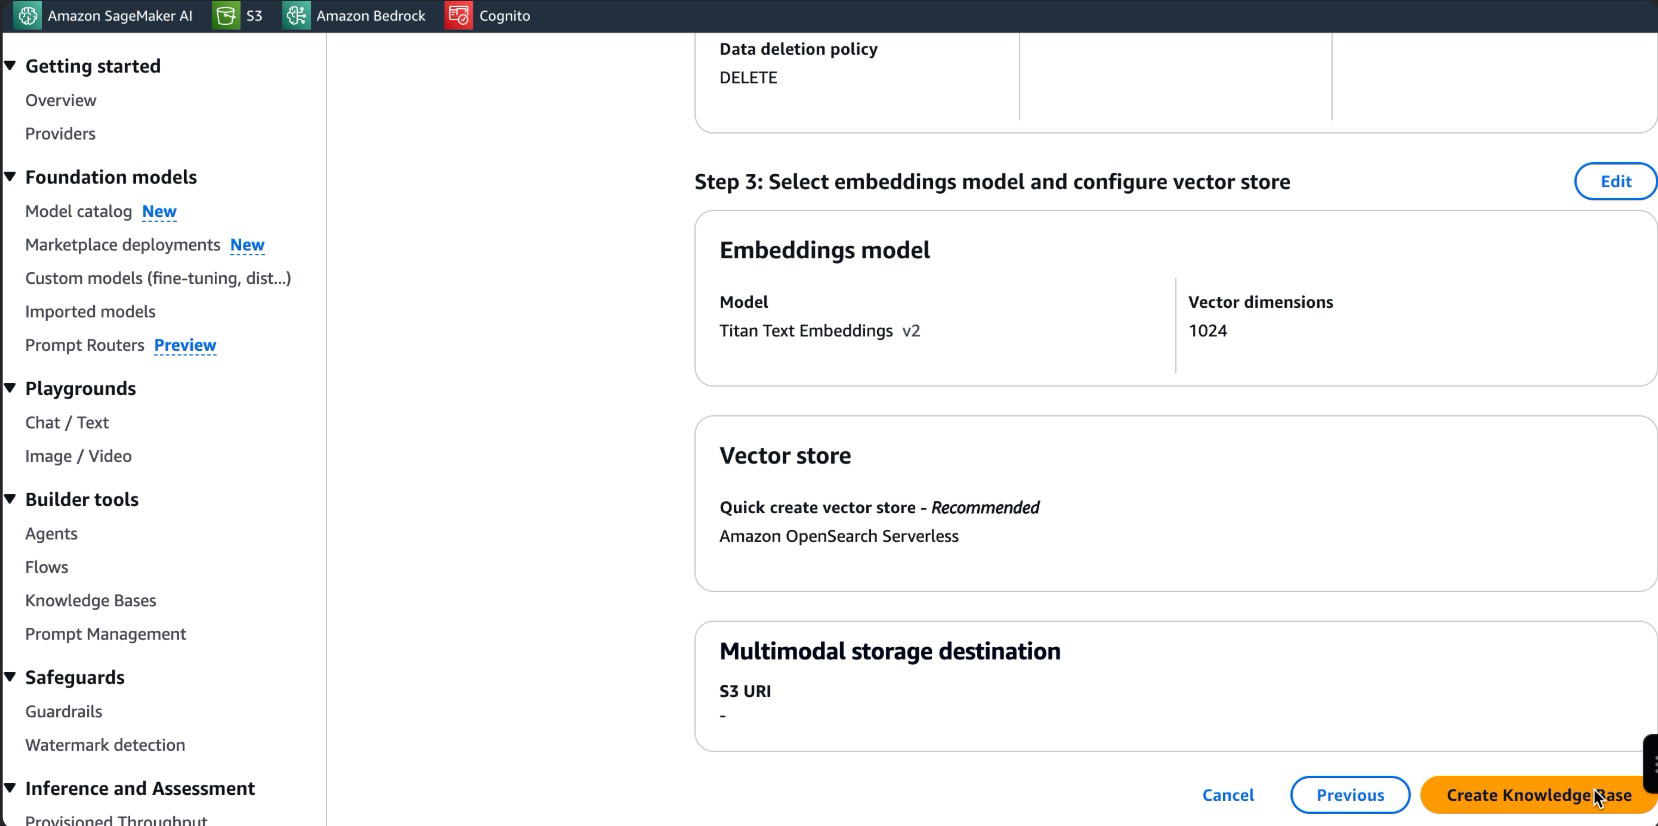 Amazon SageMaker AI S3 Amazon Bedrock Cognito
Getting started
Overview
Providers
Foundation models
Model catalog New
Marketplace deployments New
Custom models (fine-tuning, dist...)
Imported models
Prompt Routers Preview
Playgrounds
Chat / Text
Image / Video
Builder tools
Agents
Flows
Knowledge Bases
Prompt Management
Safeguards
Guardrails
Watermark detection
Inference and Assessment
Provisioned Throughput
Data deletion policy
DELETE
Step 3: Select embeddings model and configure vector store
Edit
Embeddings model
Model
Titan Text Embeddings v2
Vector dimensions
1024
Vector store
Quick create vector store - Recommended
Amazon OpenSearch Serverless
Multimodal storage destination
S3 URI
-
Cancel Previous Create Knowledge Base